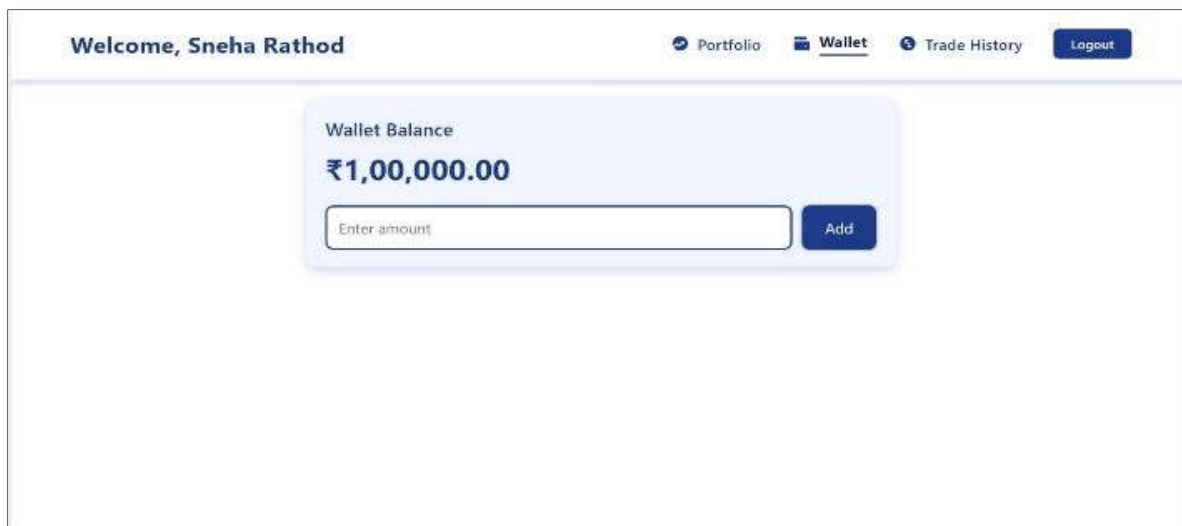 Welcome, Sneha Rathod
Portfolio
Wallet
Trade History
Logout
Wallet Balance
₹1,00,000.00
Enter amount
Add